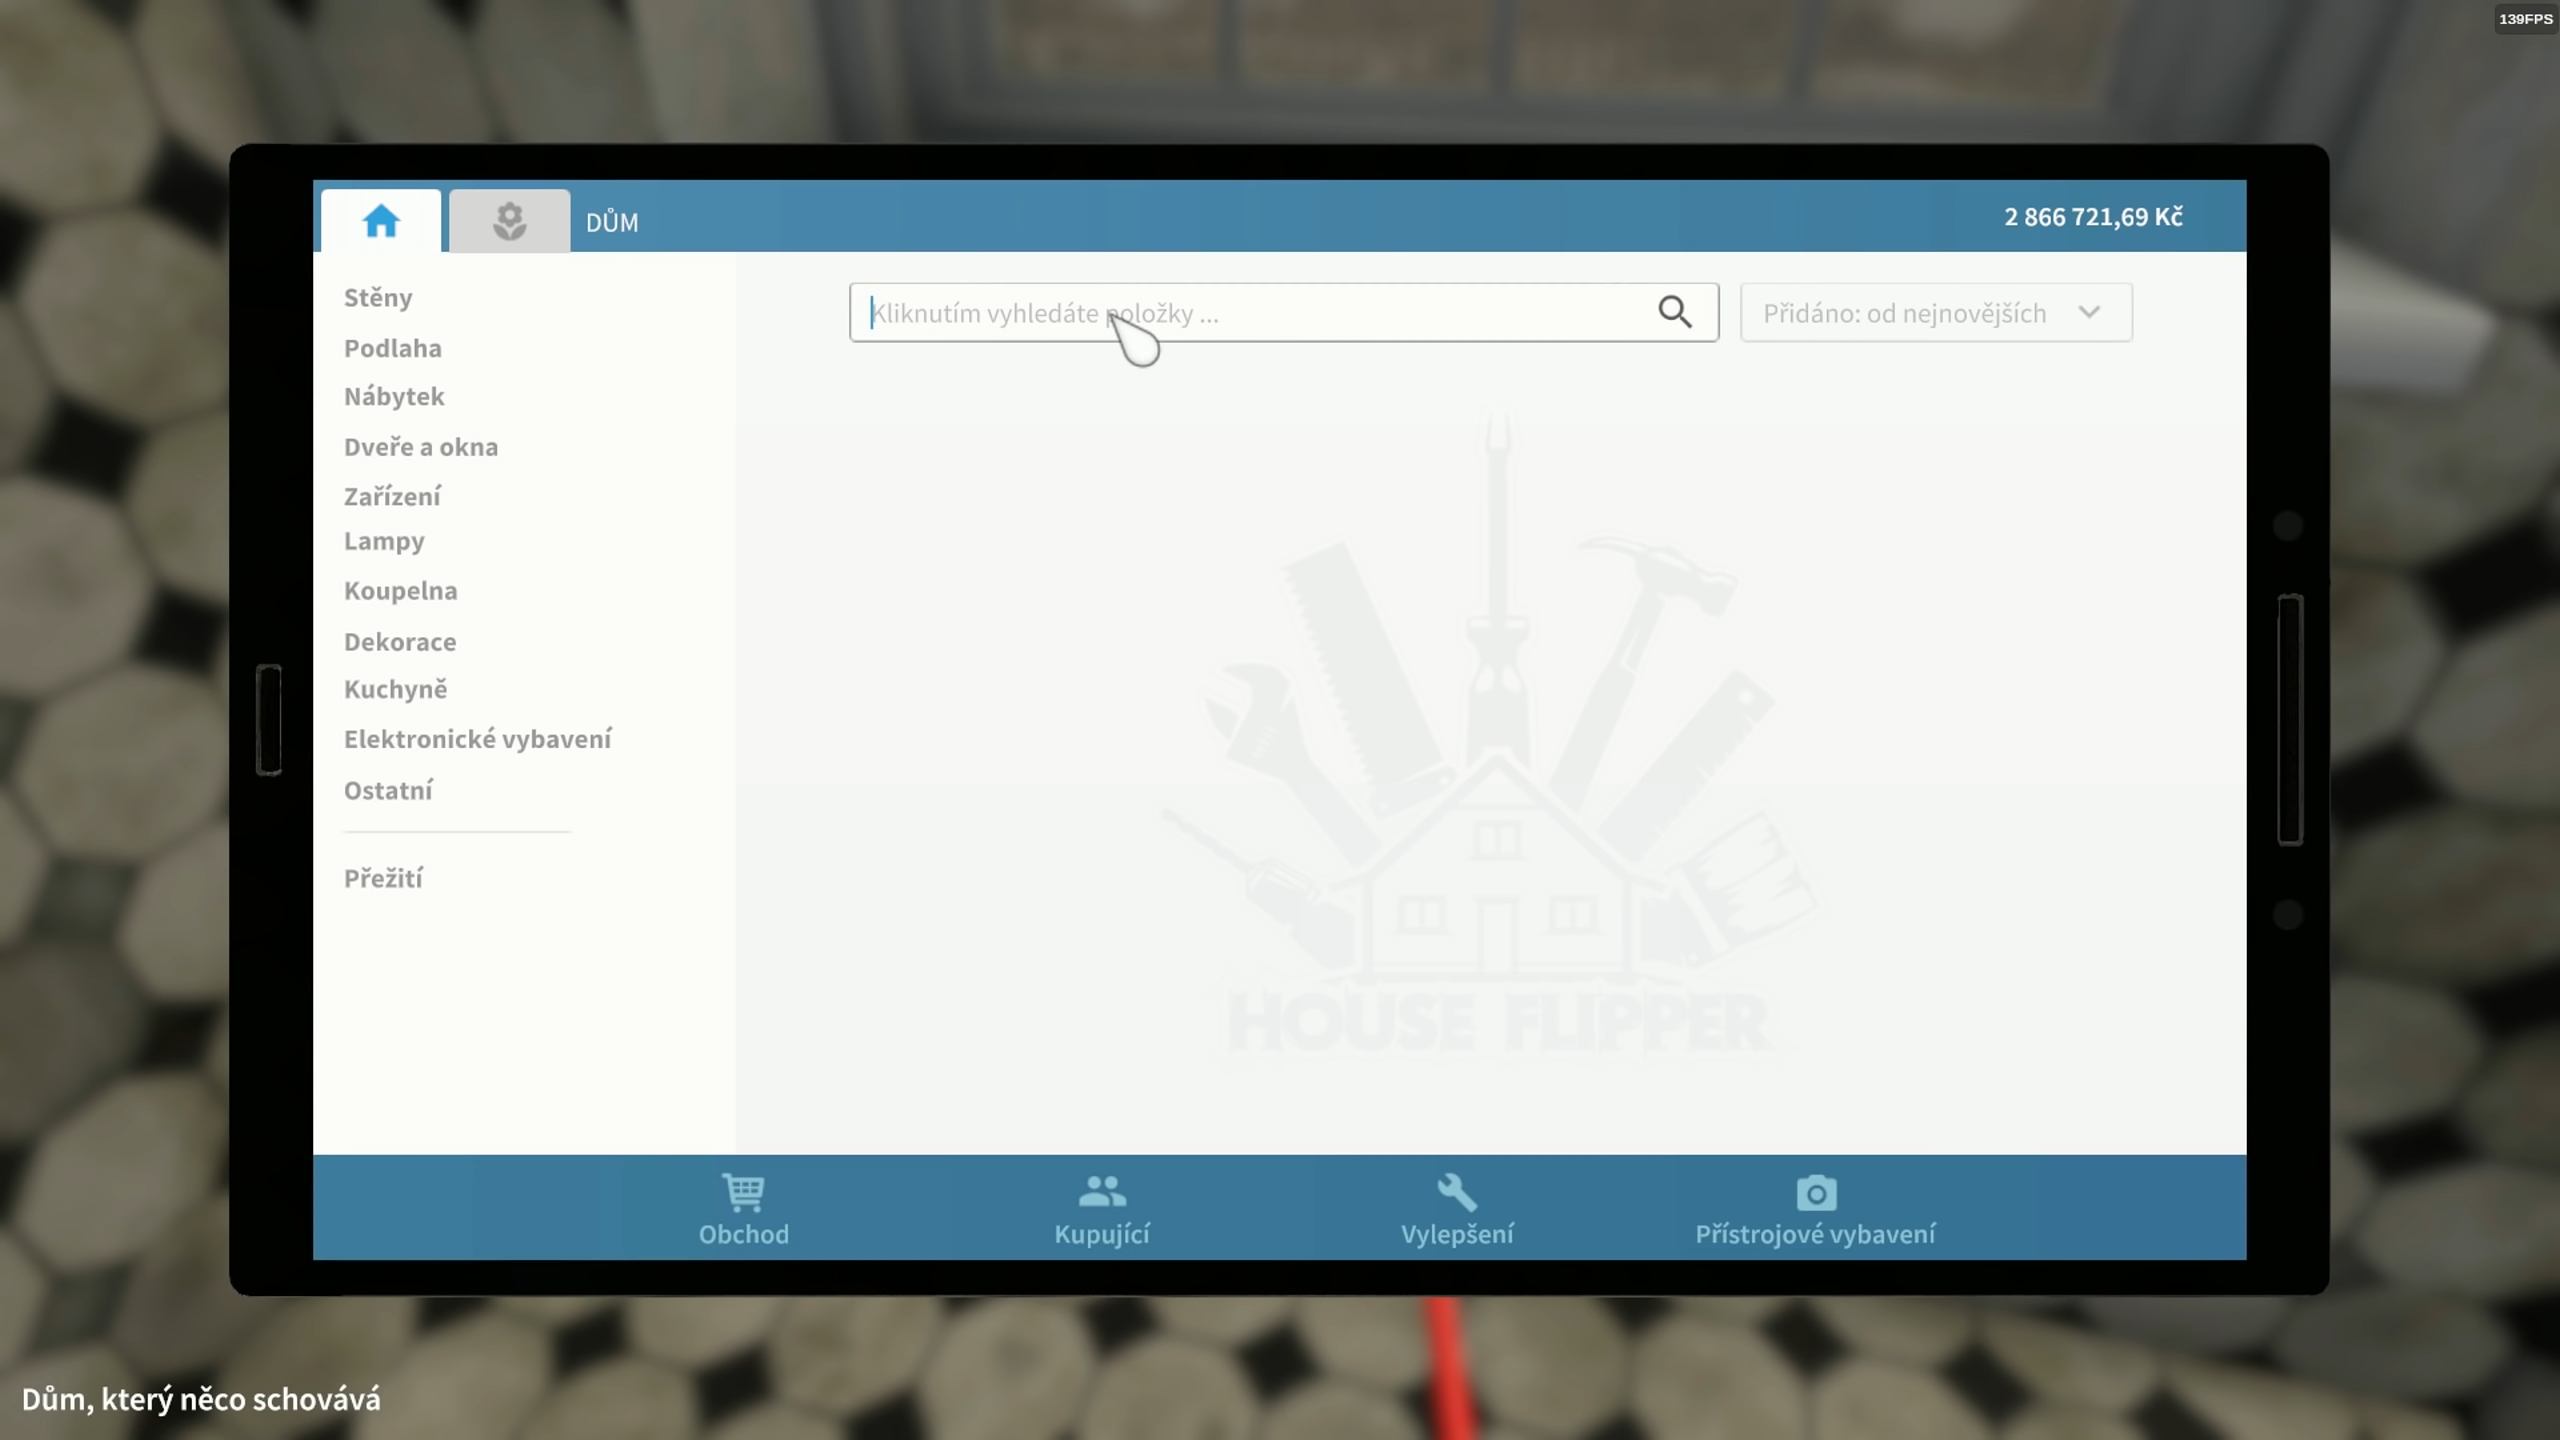 139FPS
DŮM
2 866 721,69 Kč
Kliknutím vyhledáte položky ...
Přidáno: od nejnovějších
Stěny
Podlaha
Nábytek
Dveře a okna
Zařízení
Lampy
Koupelna
Dekorace
Kuchyně
Elektronické vybavení
Ostatní
Přežití
HOUSE FLIPPER
Obchod
Kupující
Vylepšení
Přístrojové vybavení
Dům, který něco schovává